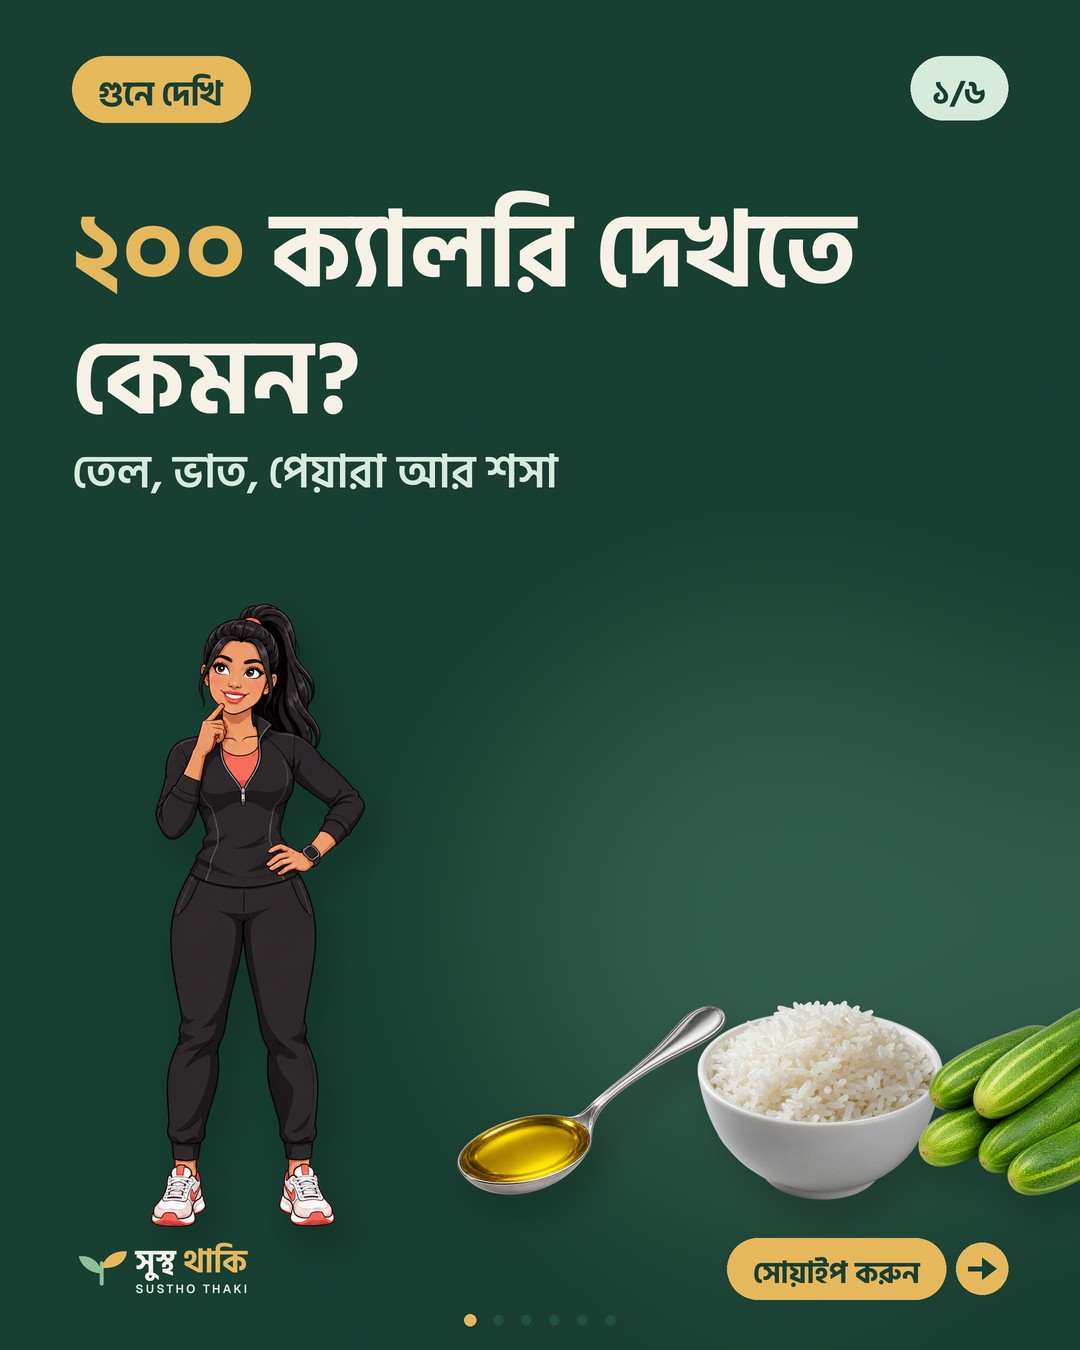 গুনে দেখি
১/৬
২০০ ক্যালরি দেখতে
কেমন?
তেল, ভাত, পেয়ারা আর শসা
সুস্থ থাকি
SUSTHO THAKI
সোয়াইপ করুন